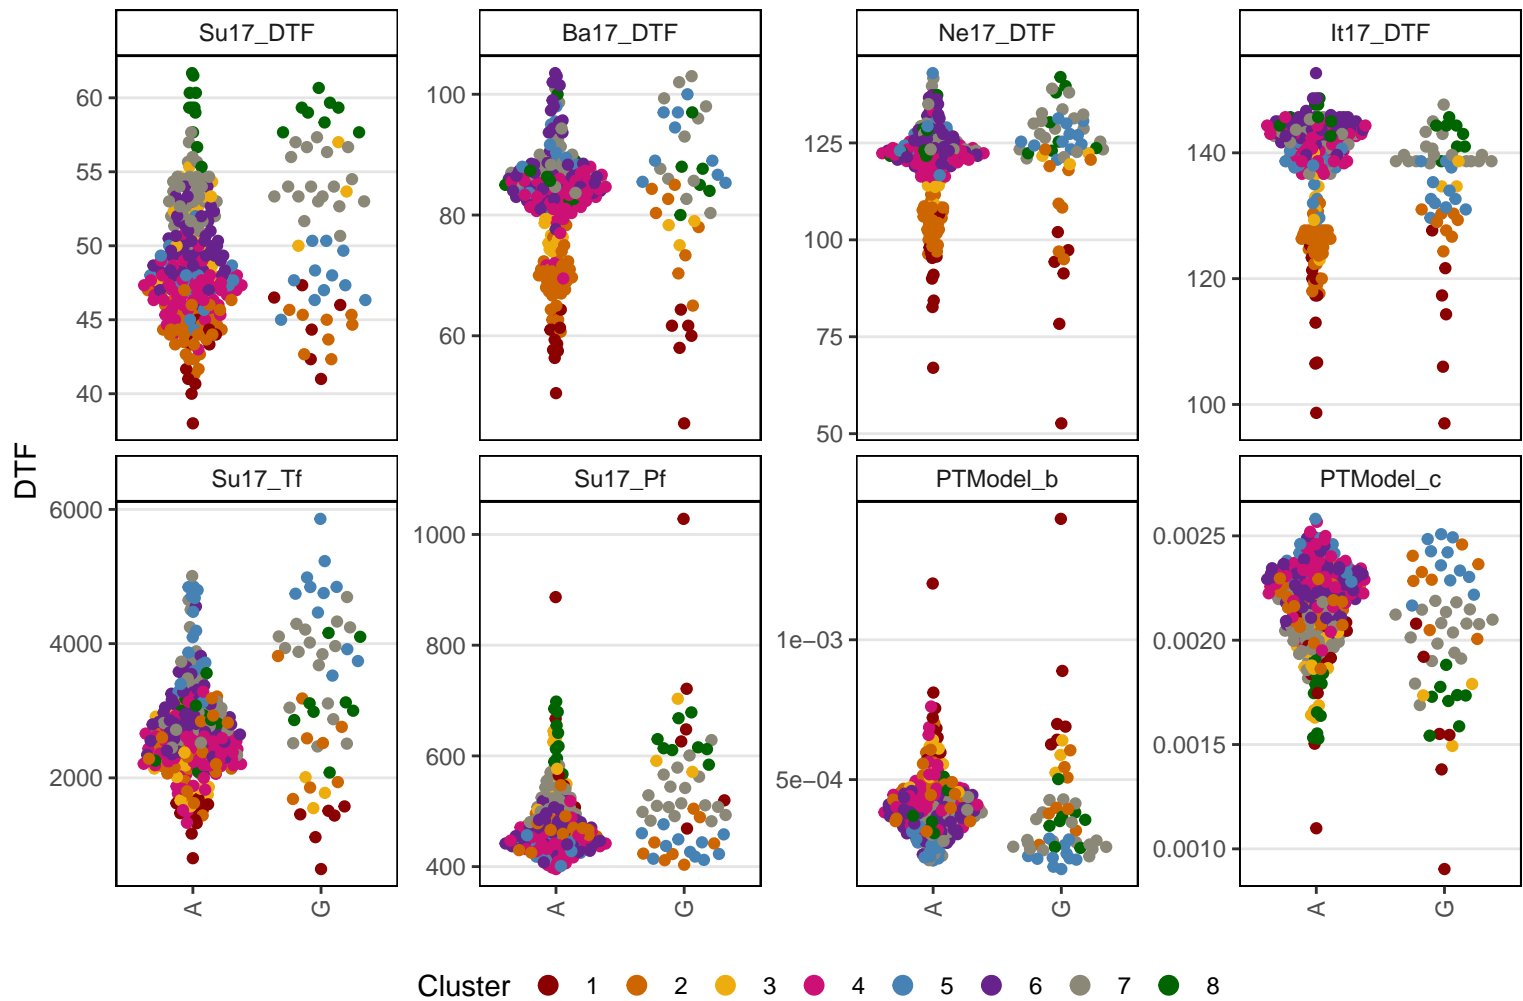 Su17_DTF
Ba17_DTF
Ne17_DTF
It17_DTF
60
55
50
45
40
100
80
60
125
100
75
50
140
120
100
DTF
Su17_Tf
Su17_Pf
PTModel_b
PTModel_c
6000
4000
2000
1000
800
600
400
1e−03
5e−04
0.0025
0.0020
0.0015
0.0010
A G
A G
A G
A G
Cluster 1 2 3 4 5 6 7 8